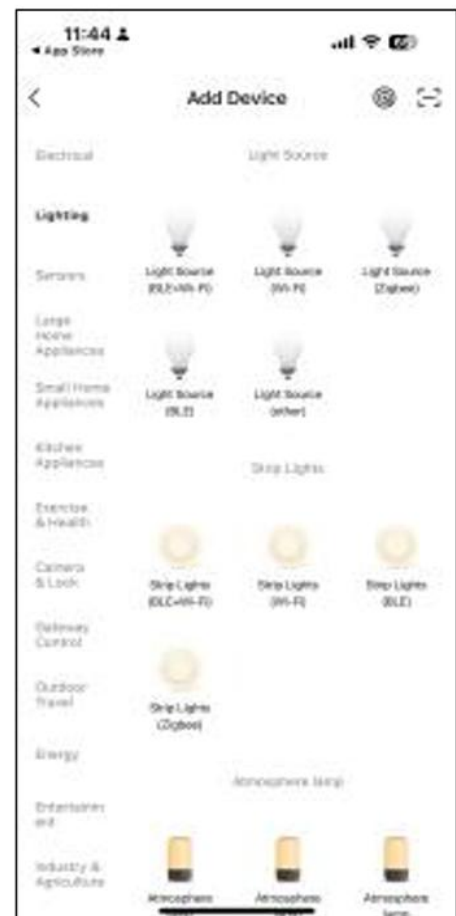 11:44
App Store
Add Device
Electrical
Lighting
Sensors
Large
Home
Appliances
Small Home
Appliances
Kitchen
Appliances
Exercise
& Health
Camera
& Lock
Gateway
Control
Outdoor
Travel
Energy
Entertainm
ent
Industry &
Agriculture
Light Source
Light Source
(BLE+Wi-Fi)
Light Source
(Wi-Fi)
Light Source
(Zigbee)
Light Source
(BLE)
Light Source
(other)
Strip Lights
Strip Lights
(BLE+Wi-Fi)
Strip Lights
(Wi-Fi)
Strip Lights
(BLE)
Strip Lights
(Zigbee)
Atmosphere lamp
Atmosphere
Atmosphere
Atmosphere